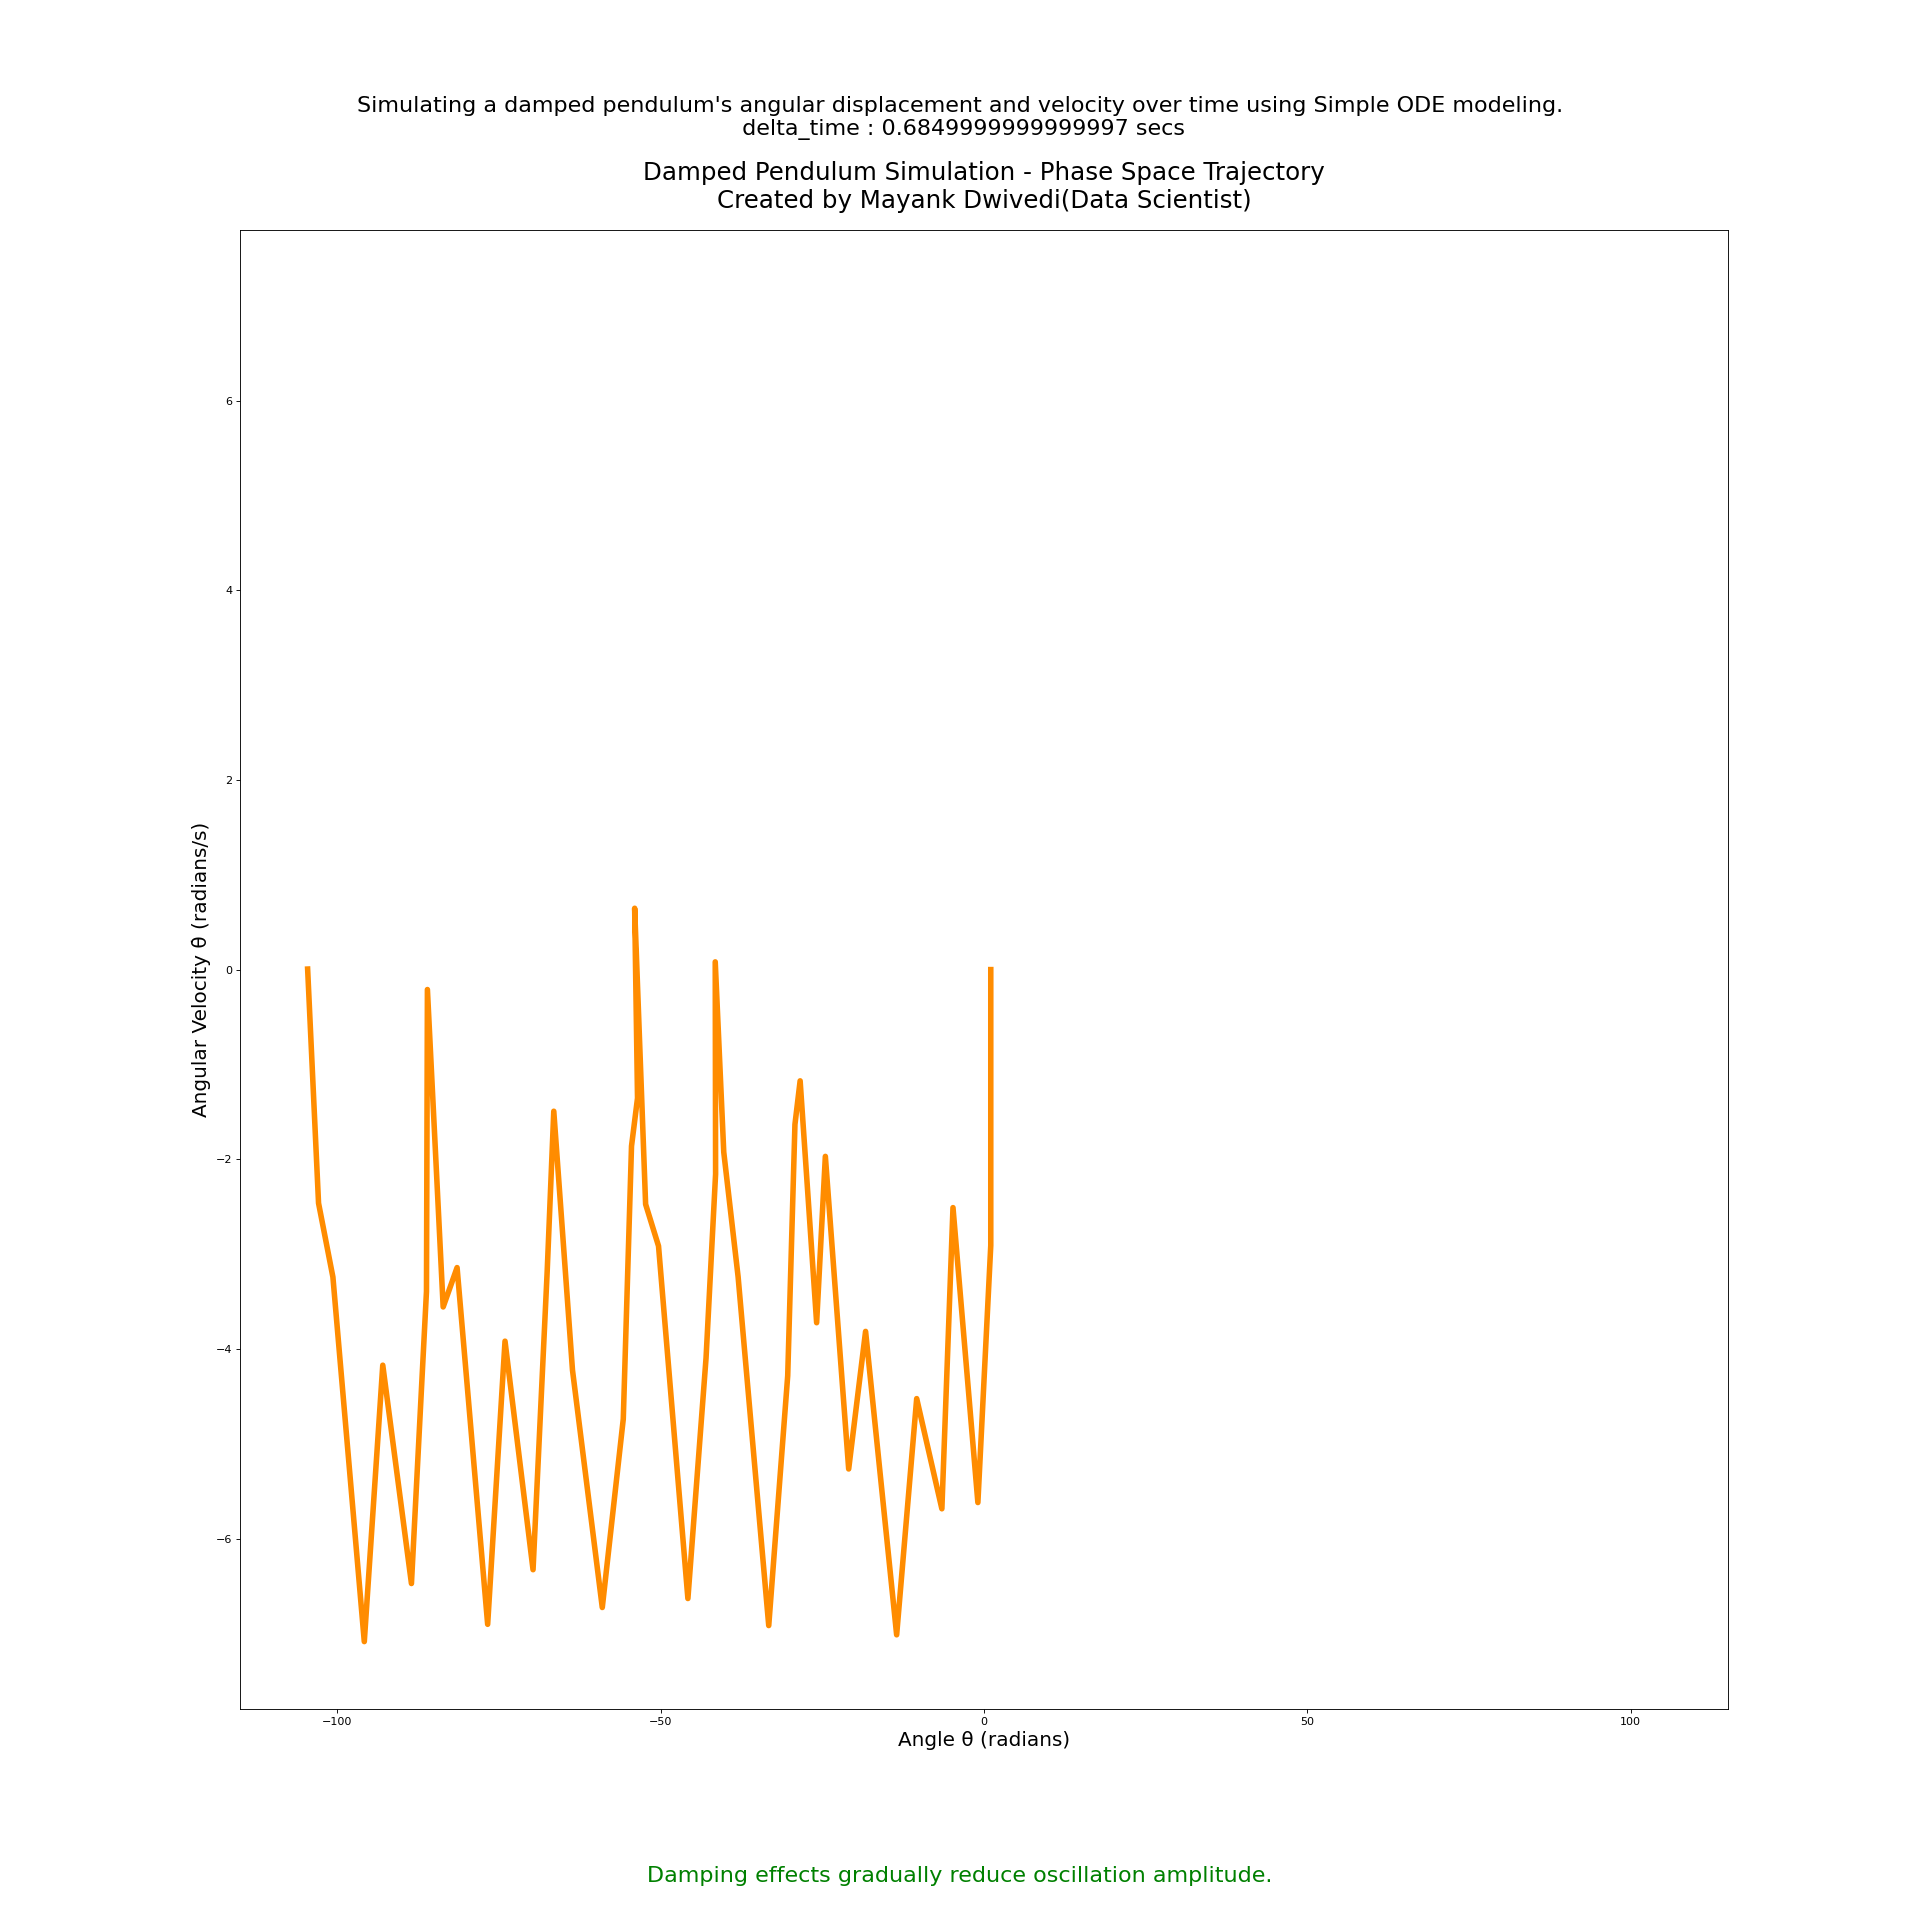 Simulating a damped pendulum's angular displacement and velocity over time using Simple ODE modeling.
delta_time : 0.6849999999999997 secs
Damped Pendulum Simulation - Phase Space Trajectory
Created by Mayank Dwivedi(Data Scientist)
6
4
2
0
−2
−4
−6
Angular Velocity θ̇ (radians/s)
−100
−50
0
50
100
Angle θ (radians)
Damping effects gradually reduce oscillation amplitude.